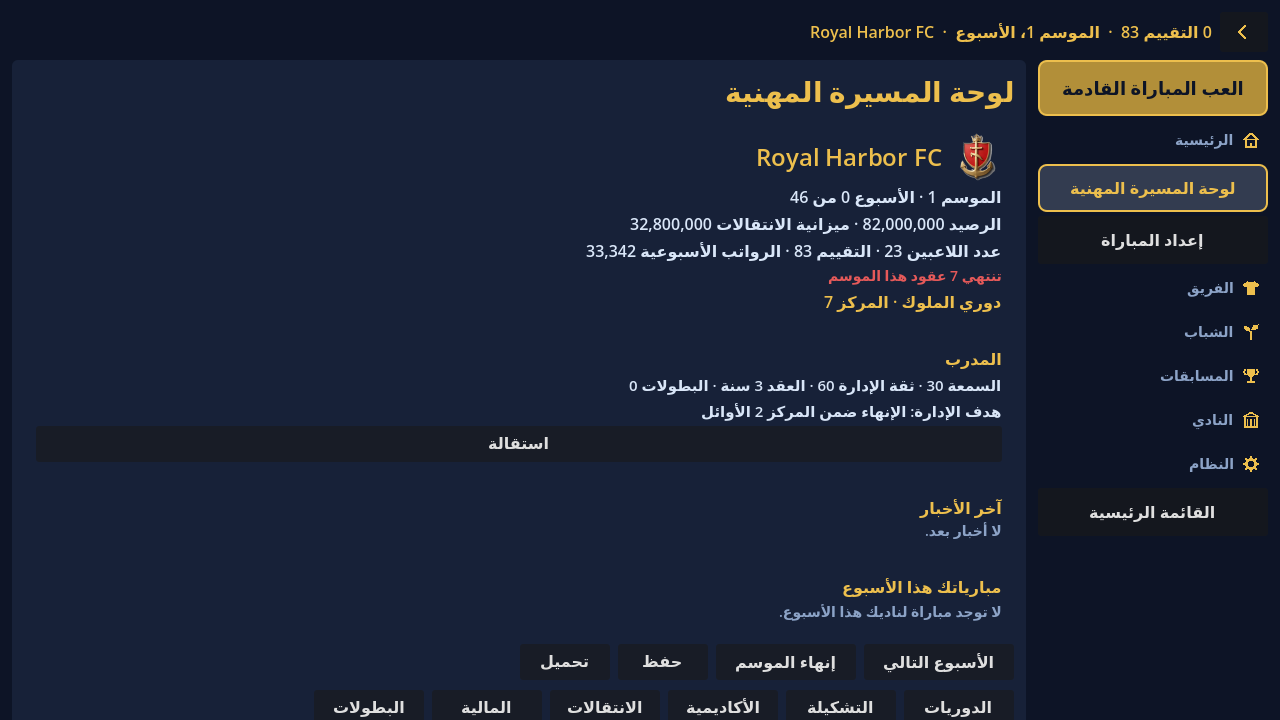 Royal Harbor FC · الموسم 1، الأسبوع · 0 التقييم 83
العب المباراة القادمة
الرئيسية
لوحة المسيرة المهنية
إعداد المباراة
الفريق
الشباب
المسابقات
النادي
النظام
القائمة الرئيسية
لوحة المسيرة المهنية
Royal Harbor FC
الموسم 1 · الأسبوع 0 من 46
الرصيد 82,000,000 · ميزانية الانتقالات 32,800,000
عدد اللاعبين 23 · التقييم 83 · الرواتب الأسبوعية 33,342
تنتهي 7 عقود هذا الموسم
دوري الملوك · المركز 7
المدرب
السمعة 30 · ثقة الإدارة 60 · العقد 3 سنة · البطولات 0
هدف الإدارة: الإنهاء ضمن المركز 2 الأوائل
استقالة
آخر الأخبار
لا أخبار بعد.
مبارياتك هذا الأسبوع
لا توجد مباراة لناديك هذا الأسبوع.
الأسبوع التالي إنهاء الموسم حفظ تحميل
الدوريات التشكيلة الأكاديمية الانتقالات المالية البطولات